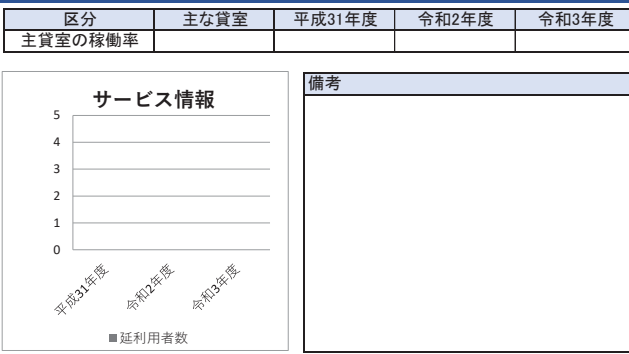 区分 主な貸室 平成31年度 令和2年度 令和3年度
主貸室の稼働率
サービス情報
5
4
3
2
1
0
平成31年度 令和2年度 令和3年度
■延利用者数
備考